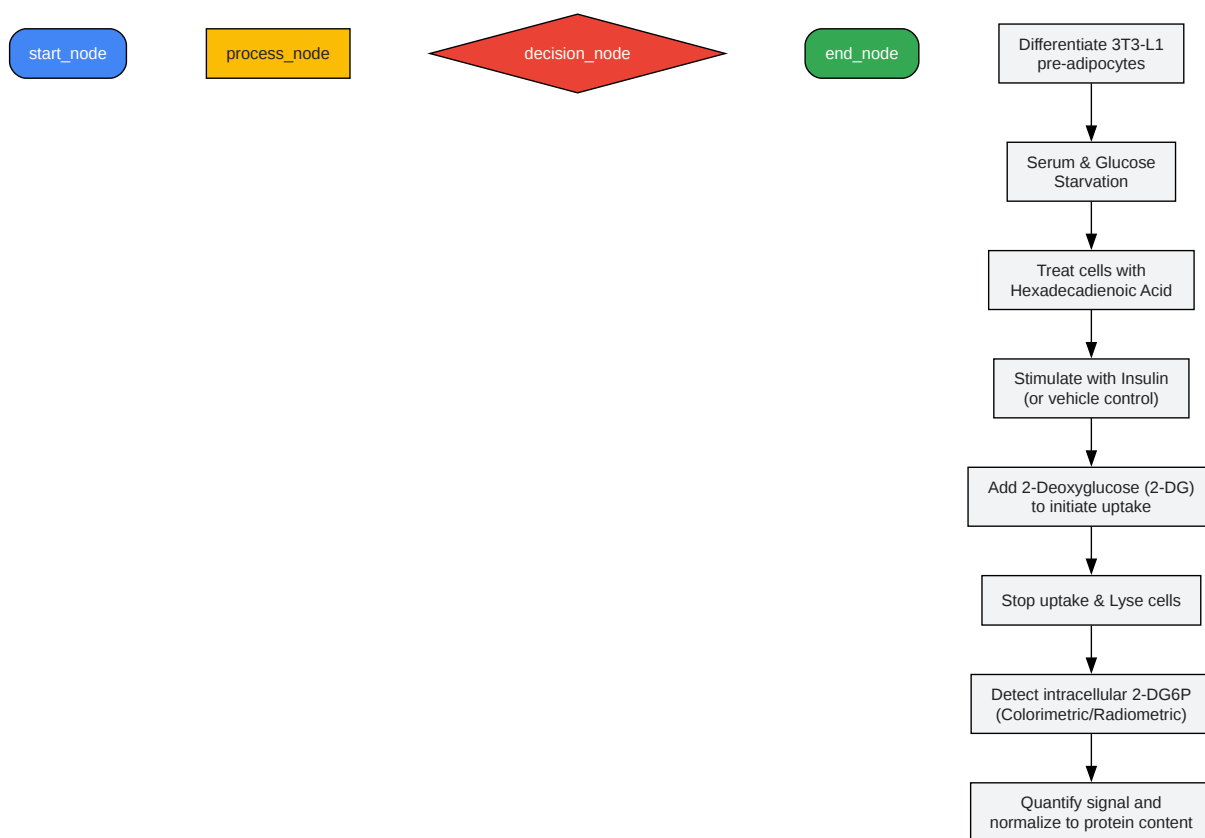 start_node
process_node
decision_node
end_node
Differentiate 3T3-L1
pre-adipocytes
Serum & Glucose
Starvation
Treat cells with
Hexadecadienoic Acid
Stimulate with Insulin
(or vehicle control)
Add 2-Deoxyglucose (2-DG)
to initiate uptake
Stop uptake & Lyse cells
Detect intracellular 2-DG6P
(Colorimetric/Radiometric)
Quantify signal and
normalize to protein content